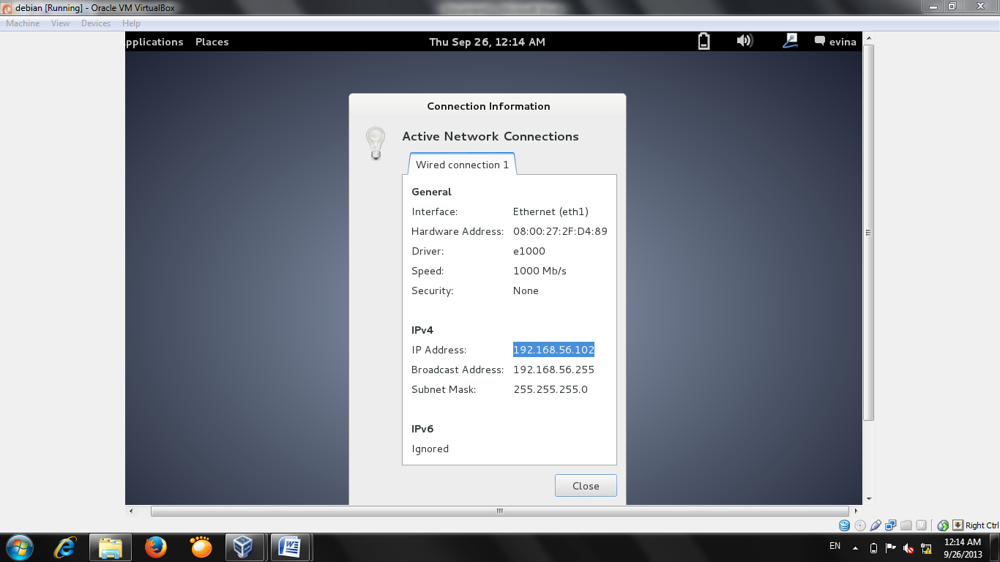 debian [Running] - Oracle VM VirtualBox
Machine View Devices Help
pplications Places Thu Sep 26, 12:14 AM evina
Connection Information
Active Network Connections
Wired connection 1
General
Interface: Ethernet (eth1)
Hardware Address: 08:00:27:2F:D4:89
Driver: e1000
Speed: 1000 Mb/s
Security: None
IPv4
IP Address: 192.168.56.102
Broadcast Address: 192.168.56.255
Subnet Mask: 255.255.255.0
IPv6
Ignored
Close
Right Ctrl
EN 12:14 AM
9/26/2013